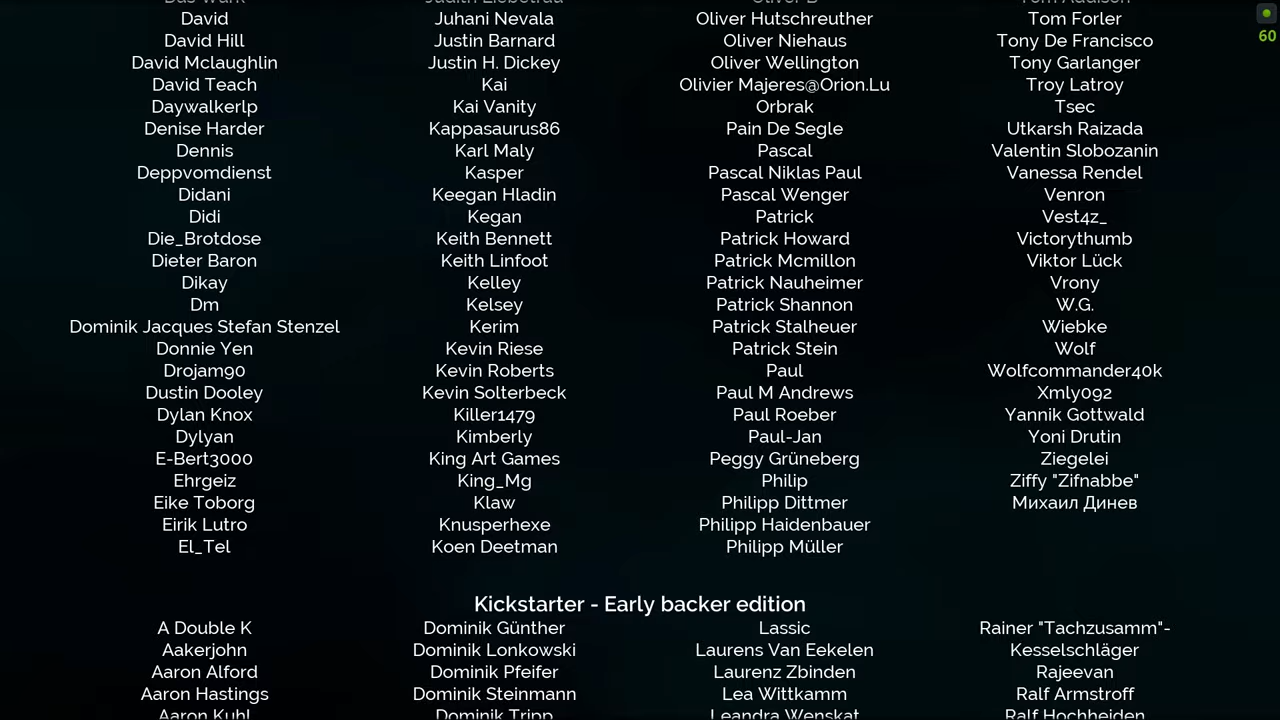 60
David
David Hill
David Mclaughlin
David Teach
Daywalkerlp
Denise Harder
Dennis
Deppvomdienst
Didani
Didi
Die_Brotdose
Dieter Baron
Dikay
Dm
Dominik Jacques Stefan Stenzel
Donnie Yen
Drojam90
Dustin Dooley
Dylan Knox
Dylyan
E-Bert3000
Ehrgeiz
Eike Toborg
Eirik Lutro
El_Tel
Juhani Nevala
Justin Barnard
Justin H. Dickey
Kai
Kai Vanity
Kappasaurus86
Karl Maly
Kasper
Keegan Hladin
Kegan
Keith Bennett
Keith Linfoot
Kelley
Kelsey
Kerim
Kevin Riese
Kevin Roberts
Kevin Solterbeck
Killer1479
Kimberly
King Art Games
King_Mg
Klaw
Knusperhexe
Koen Deetman
Oliver Hutschreuther
Oliver Niehaus
Oliver Wellington
Olivier Majeres@Orion.Lu
Orbrak
Pain De Segle
Pascal
Pascal Niklas Paul
Pascal Wenger
Patrick
Patrick Howard
Patrick Mcmillon
Patrick Nauheimer
Patrick Shannon
Patrick Stalheuer
Patrick Stein
Paul
Paul M Andrews
Paul Roeber
Paul-Jan
Peggy Grüneberg
Philip
Philipp Dittmer
Philipp Haidenbauer
Philipp Müller
Tom Forler
Tony De Francisco
Tony Garlanger
Troy Latroy
Tsec
Utkarsh Raizada
Valentin Slobozanin
Vanessa Rendel
Venron
Vest4z_
Victorythumb
Viktor Lück
Vrony
W.G.
Wiebke
Wolf
Wolfcommander40k
Xmly092
Yannik Gottwald
Yoni Drutin
Ziegelei
Ziffy "Zifnabbe"
Михаил Динев
Kickstarter - Early backer edition
A Double K
Aakerjohn
Aaron Alford
Aaron Hastings
Aaron Kuhl
Dominik Günther
Dominik Lonkowski
Dominik Pfeifer
Dominik Steinmann
Dominik Tripp
Lassic
Laurens Van Eekelen
Laurenz Zbinden
Lea Wittkamm
Leandra Wenskat
Rainer "Tachzusamm"-
Kesselschläger
Rajeevan
Ralf Armstroff
Ralf Hochheiden